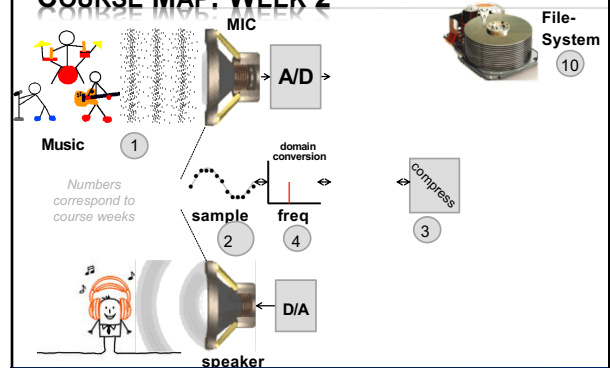 COURSE MAP: WEEK 2
MIC
File-
System
10
A/D
Music
1
domain
conversion
compress
Numbers
correspond to
course weeks
sample
freq
2
4
3
D/A
speaker